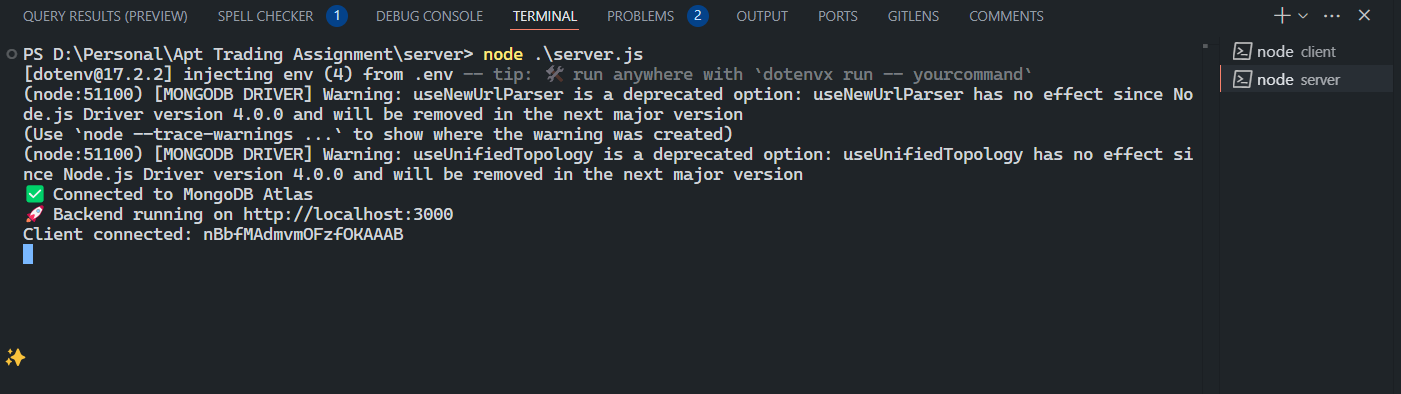 QUERY RESULTS (PREVIEW) SPELL CHECKER 1 DEBUG CONSOLE TERMINAL PROBLEMS 2 OUTPUT PORTS GITLENS COMMENTS
PS D:\Personal\Apt Trading Assignment\server> node .\server.js
[dotenv@17.2.2] injecting env (4) from .env -- tip: 🛠️ run anywhere with `dotenvx run -- yourcommand`
(node:51100) [MONGODB DRIVER] Warning: useNewUrlParser is a deprecated option: useNewUrlParser has no effect since No
de.js Driver version 4.0.0 and will be removed in the next major version
(Use `node --trace-warnings ...` to show where the warning was created)
(node:51100) [MONGODB DRIVER] Warning: useUnifiedTopology is a deprecated option: useUnifiedTopology has no effect si
nce Node.js Driver version 4.0.0 and will be removed in the next major version
✅ Connected to MongoDB Atlas
🚀 Backend running on http://localhost:3000
Client connected: nBbfMAdmvmOFzfOKAAAB
node client
node server